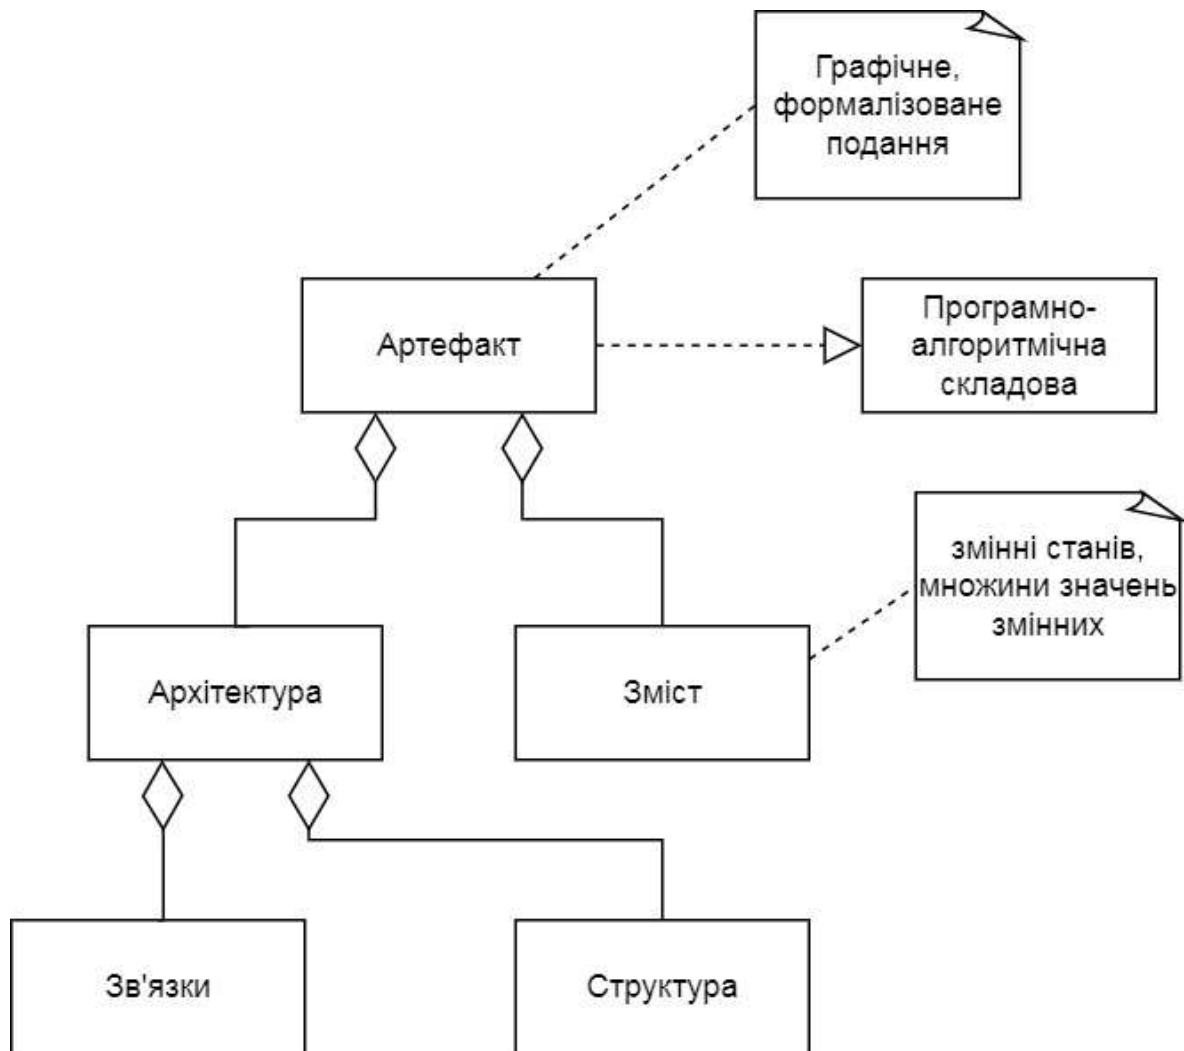 Графічне,
формалізоване
подання
Артефакт
Програмно-
алгоритмічна
складова
змінні станів,
множини значень
змінних
Архітектура
Зміст
Зв'язки
Структура